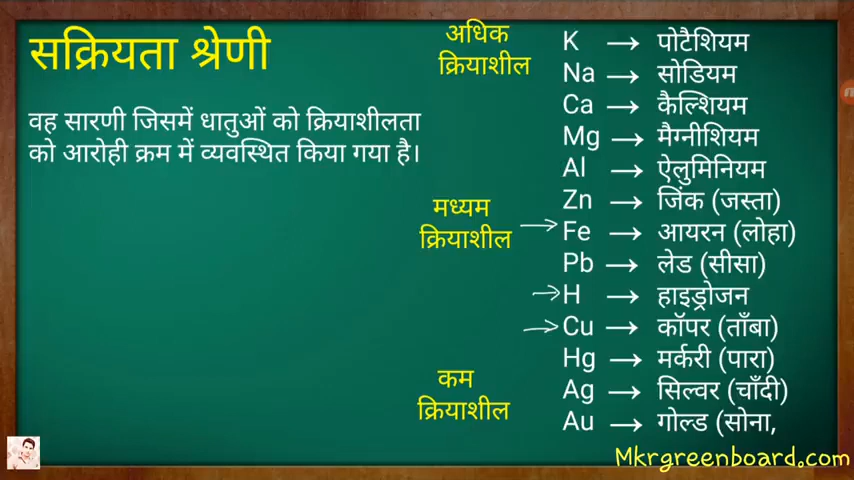 सक्रियता श्रेणी
वह सारणी जिसमें धातुओं को क्रियाशीलता
को आरोही क्रम में व्यवस्थित किया गया है।
अधिक
क्रियाशील
मध्यम
क्रियाशील
कम
क्रियाशील
K → पोटैशियम
Na → सोडियम
Ca → कैल्शियम
Mg → मैग्नीशियम
Al → ऐलुमिनियम
Zn → जिंक (जस्ता)
→ Fe → आयरन (लोहा)
Pb → लेड (सीसा)
→ H → हाइड्रोजन
→ Cu → कॉपर (ताँबा)
Hg → मर्करी (पारा)
Ag → सिल्वर (चाँदी)
Au → गोल्ड (सोना,
Mkrgreenboard.com